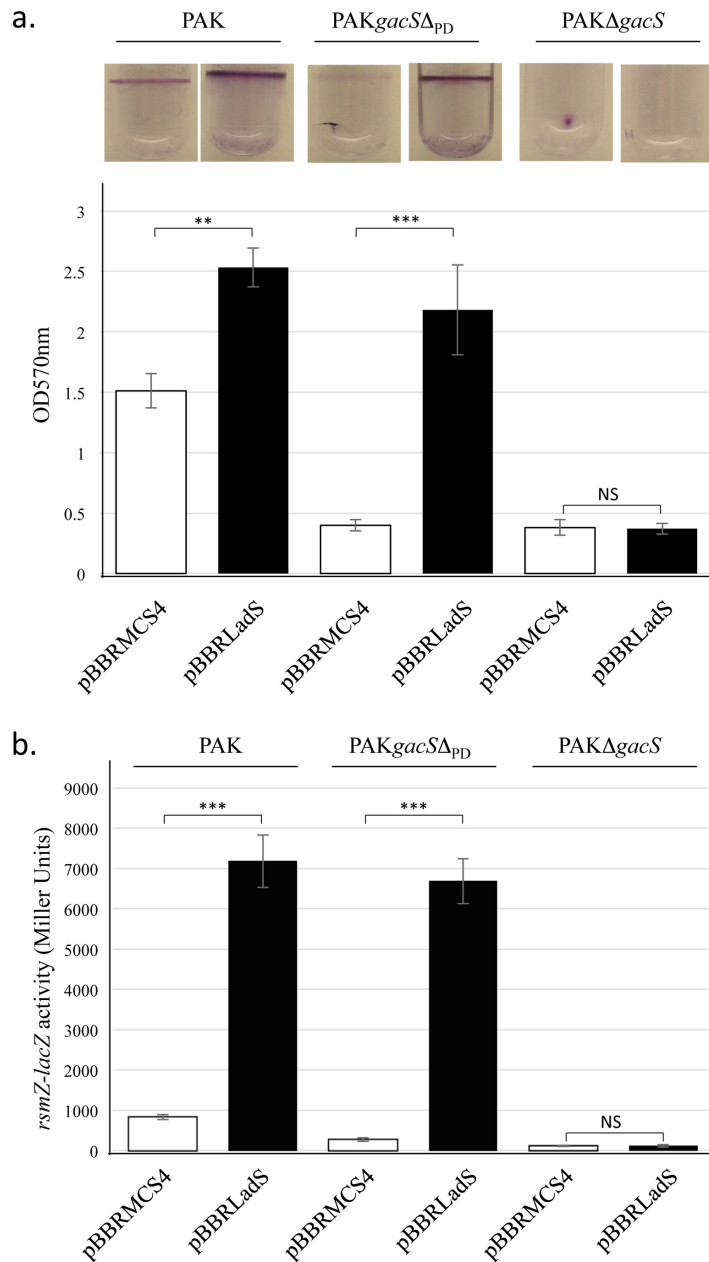 a.
PAK PAKgacSΔPD PAKΔgacS
3
2.5
2
1.5
1
0.5
0
OD570nm
** *** NS
pBBRMCS4 pBBRLadS pBBRMCS4 pBBRLadS pBBRMCS4 pBBRLadS
b.
PAK PAKgacSΔPD PAKΔgacS
9000
8000
7000
6000
5000
4000
3000
2000
1000
0
rsmZ-lacZ activity (Miller Units)
*** *** NS
pBBRMCS4 pBBRLadS pBBRMCS4 pBBRLadS pBBRMCS4 pBBRLadS